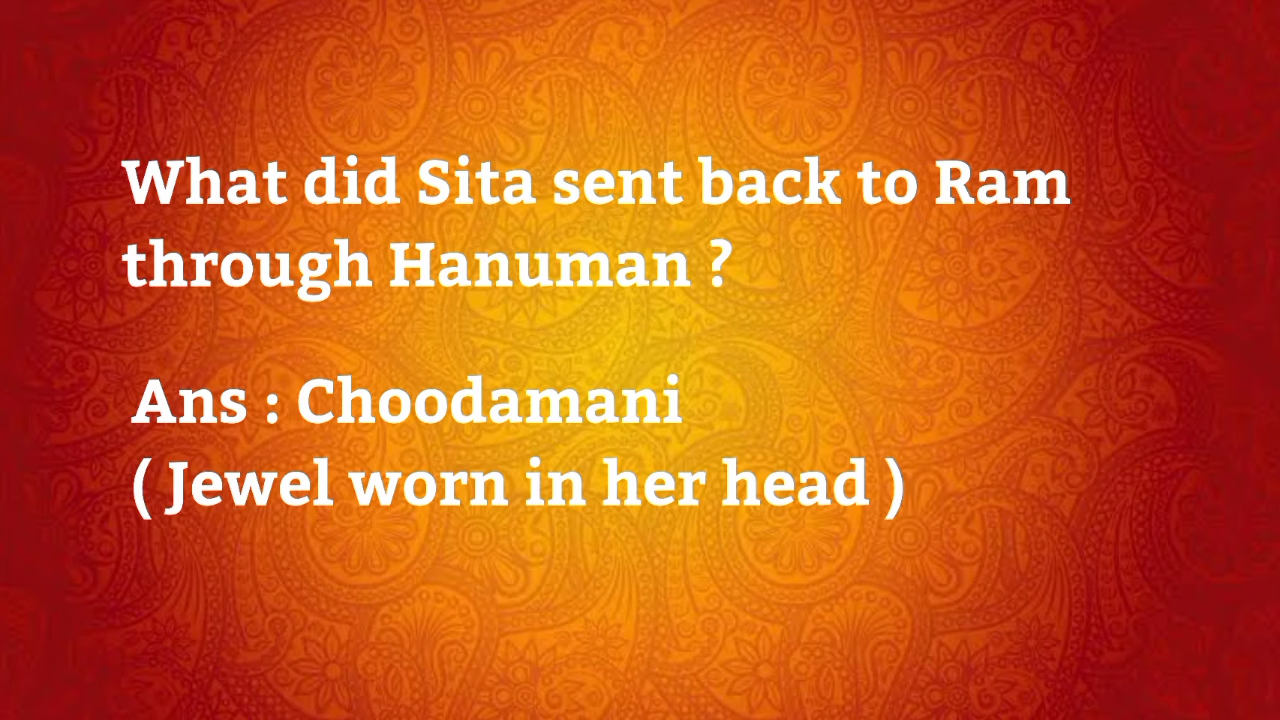 What did Sita sent back to Ram
through Hanuman ?
Ans : Choodamani
( Jewel worn in her head )